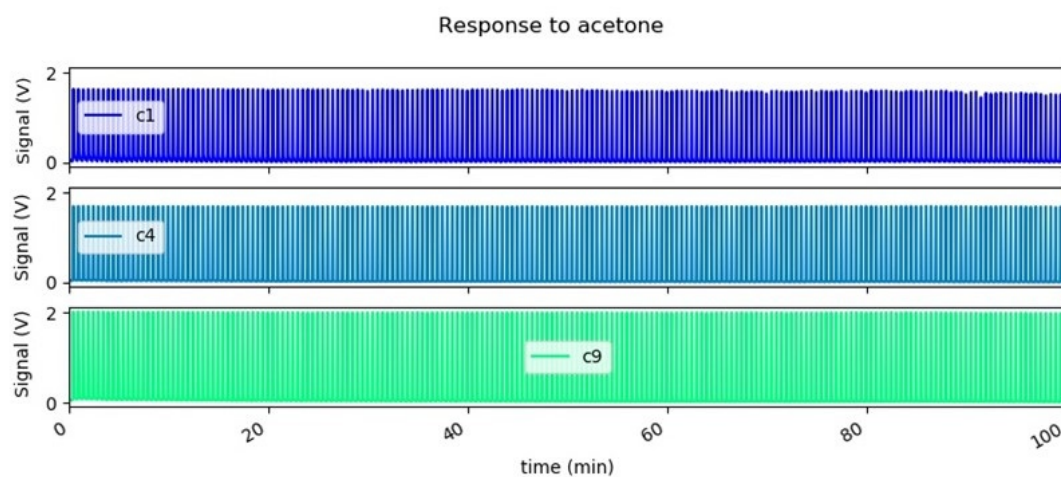 Response to acetone
Signal (V)
2
0
c1
Signal (V)
2
0
c4
Signal (V)
2
0
c9
0
20
40
60
80
100
time (min)